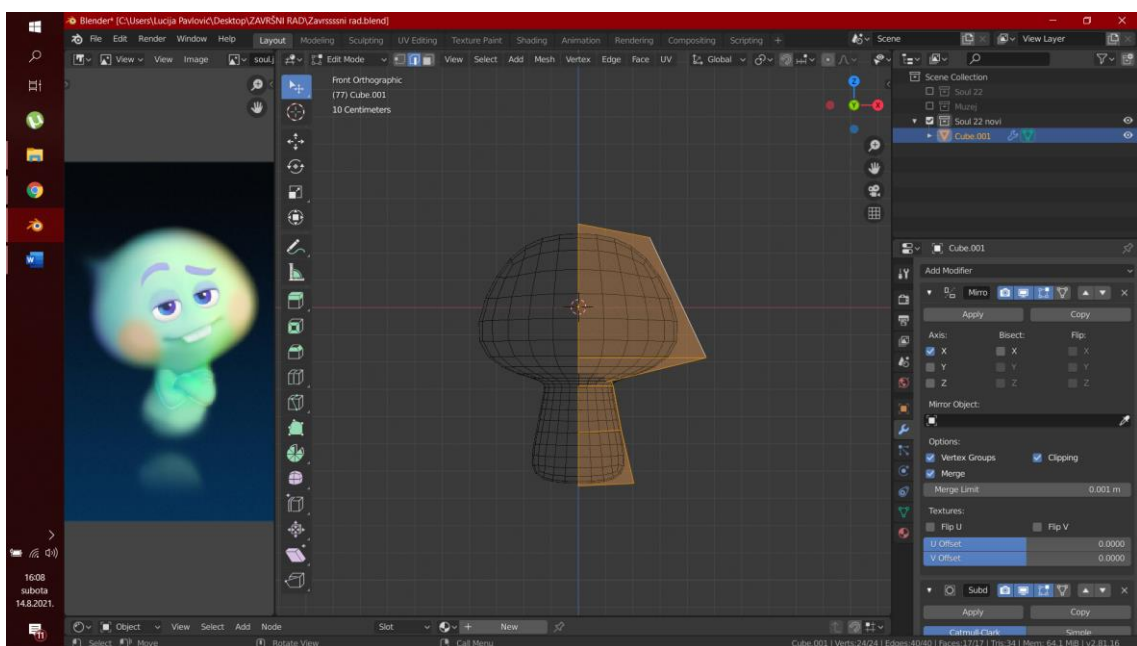 Blender* [C:\Users\Lucija Pavlović\Desktop\ZAVRŠNI RAD\Zavrssssni rad.blend]
File Edit Render Window Help Layout Modeling Sculpting UV Editing Texture Paint Shading Animation Rendering Compositing Scripting + Scene View Layer
View View Image soul.j Edit Mode View Select Add Mesh Vertex Edge Face UV Global
Front Orthographic
(77) Cube.001
10 Centimeters
Z
Y
X
Scene Collection
Soul 22
Muzej
Soul 22 novi
Cube.001
Cube.001
Add Modifier
Mirro
Apply Copy
Axis: Bisect: Flip:
X X X
Y Y Y
Z Z Z
Mirror Object:
Options:
Vertex Groups Clipping
Merge
Merge Limit 0.001 m
Textures:
Flip U Flip V
U Offset 0.0000
V Offset 0.0000
Subd
Apply Copy
Catmull-Clark Simple
16:08
subota
14.8.2021.
11
Object View Select Add Node Slot New
Select Move Rotate View Call Menu Cube.001 | Verts:24/24 | Edges:40/40 | Faces:17/17 | Tris:34 | Mem: 64.1 MiB | v2.81.16